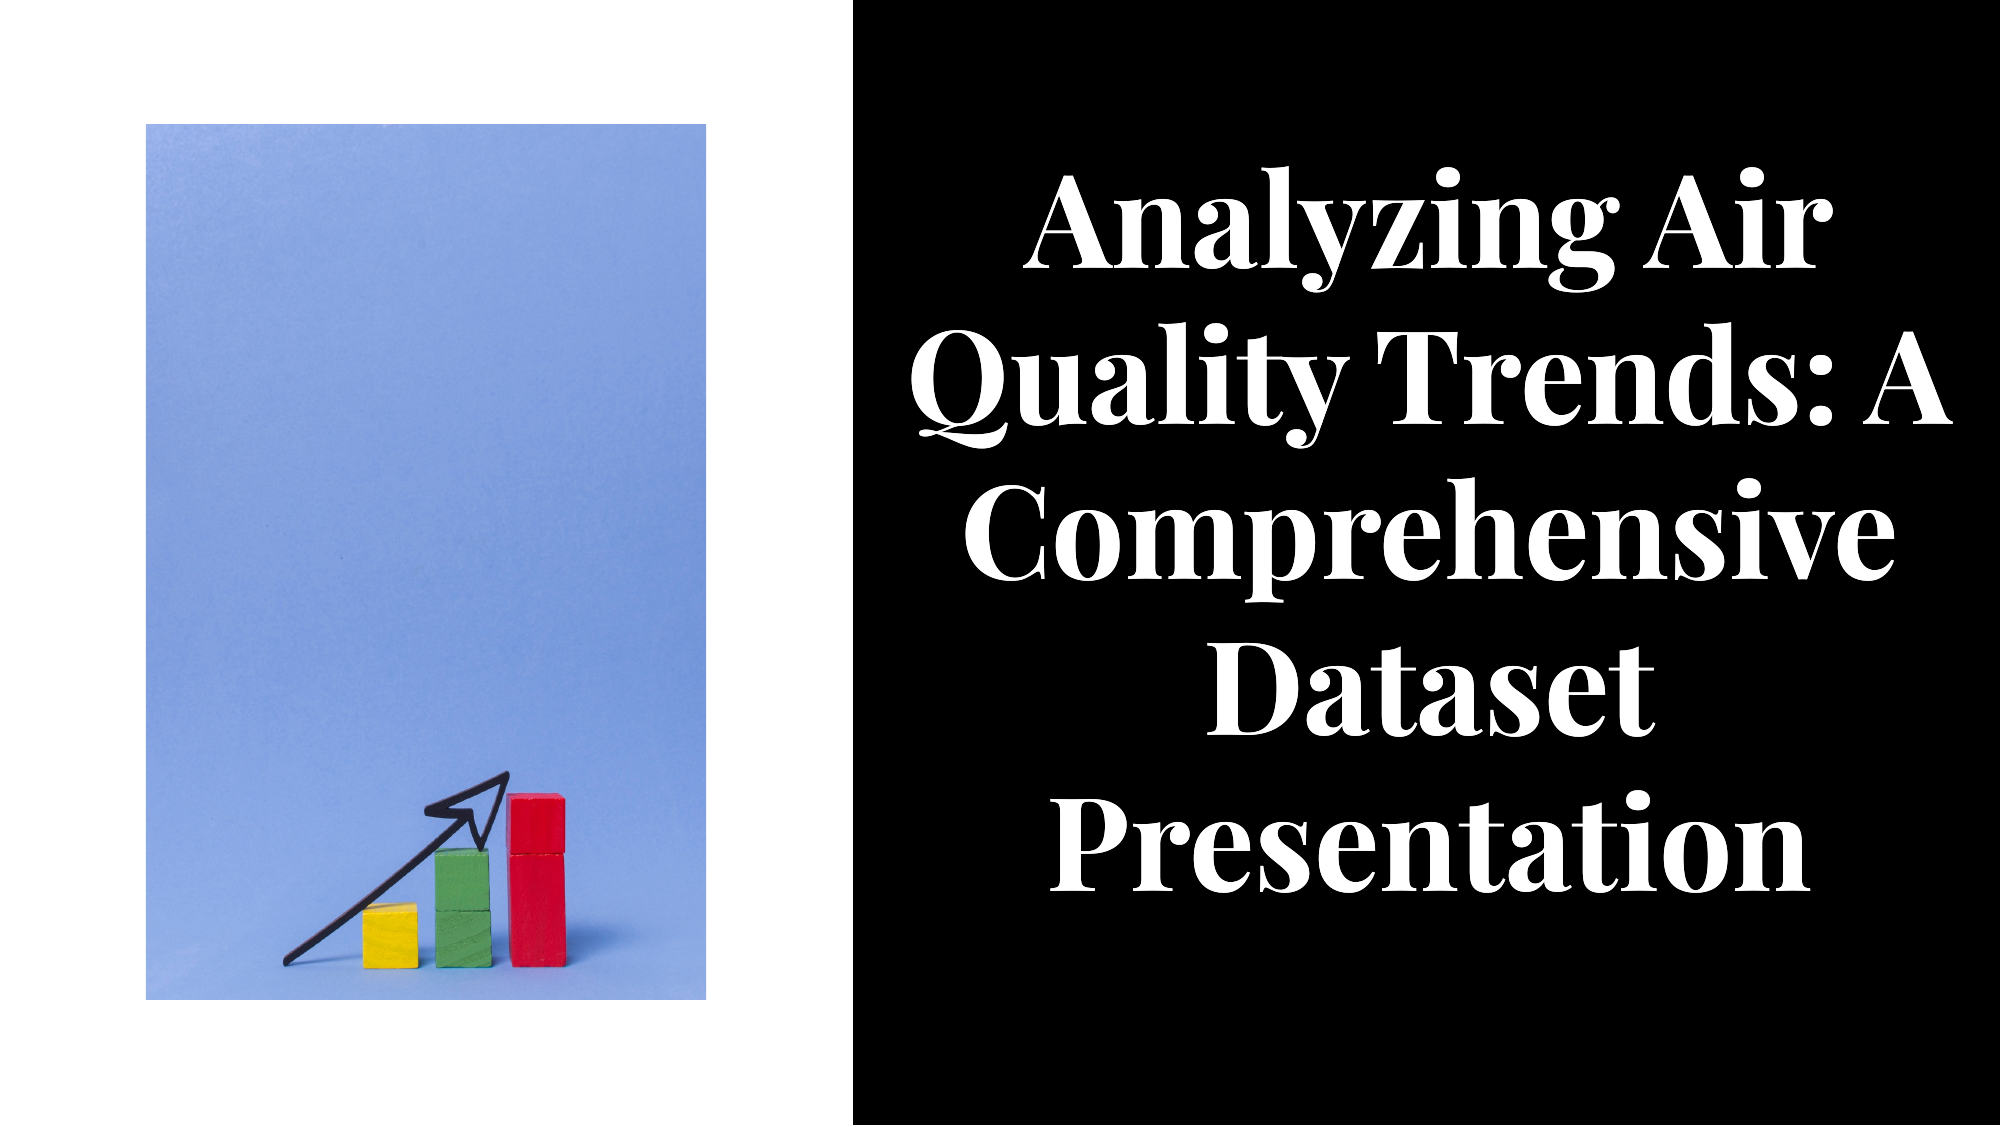 Analyzing Air
Quality Trends: A
Comprehensive
Dataset
Presentation